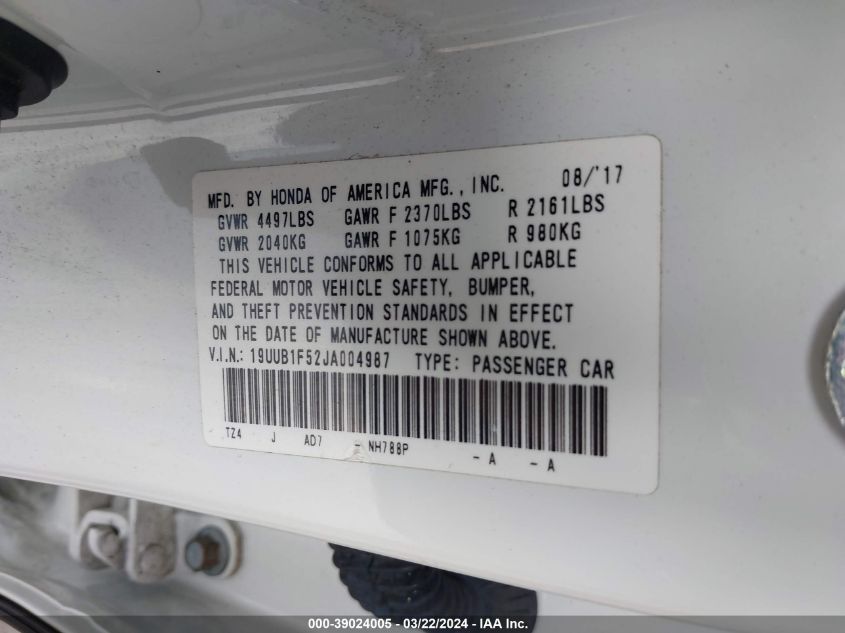 MFD. BY HONDA OF AMERICA MFG., INC. 08/'17
GVWR 4497LBS GAWR F 2370LBS R 2161LBS
GVWR 2040KG GAWR F 1075KG R 980KG
THIS VEHICLE CONFORMS TO ALL APPLICABLE
FEDERAL MOTOR VEHICLE SAFETY, BUMPER,
AND THEFT PREVENTION STANDARDS IN EFFECT
ON THE DATE OF MANUFACTURE SHOWN ABOVE.
V.I.N.: 19UUB1F52JA004987 TYPE: PASSENGER CAR
TZ4 J AD7 - NH788P - A - A
000-39024005 - 03/22/2024 - IAA Inc.